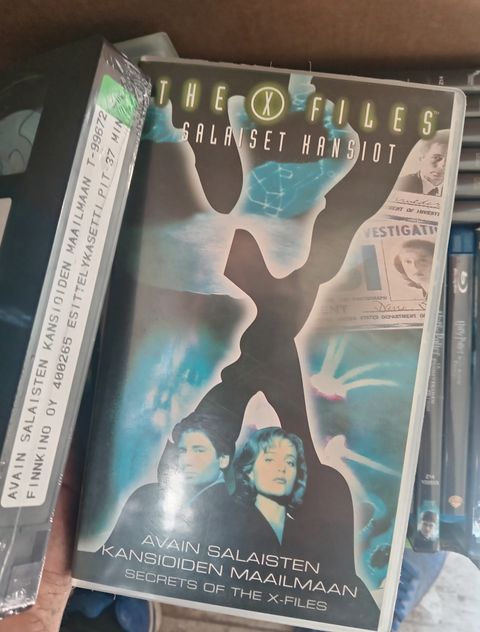 AVAIN SALAISTEN KANSIOIDEN MAAILMAAN T-99672
FINNKINO OY 400265 ESITTELYKASETTI PIT 37 MIN
THE X FILES
SALAISET KANSIOT
VESTIGATI
AVAIN SALAISTEN
KANSIOIDEN MAAILMAAN
SECRETS OF THE X-FILES